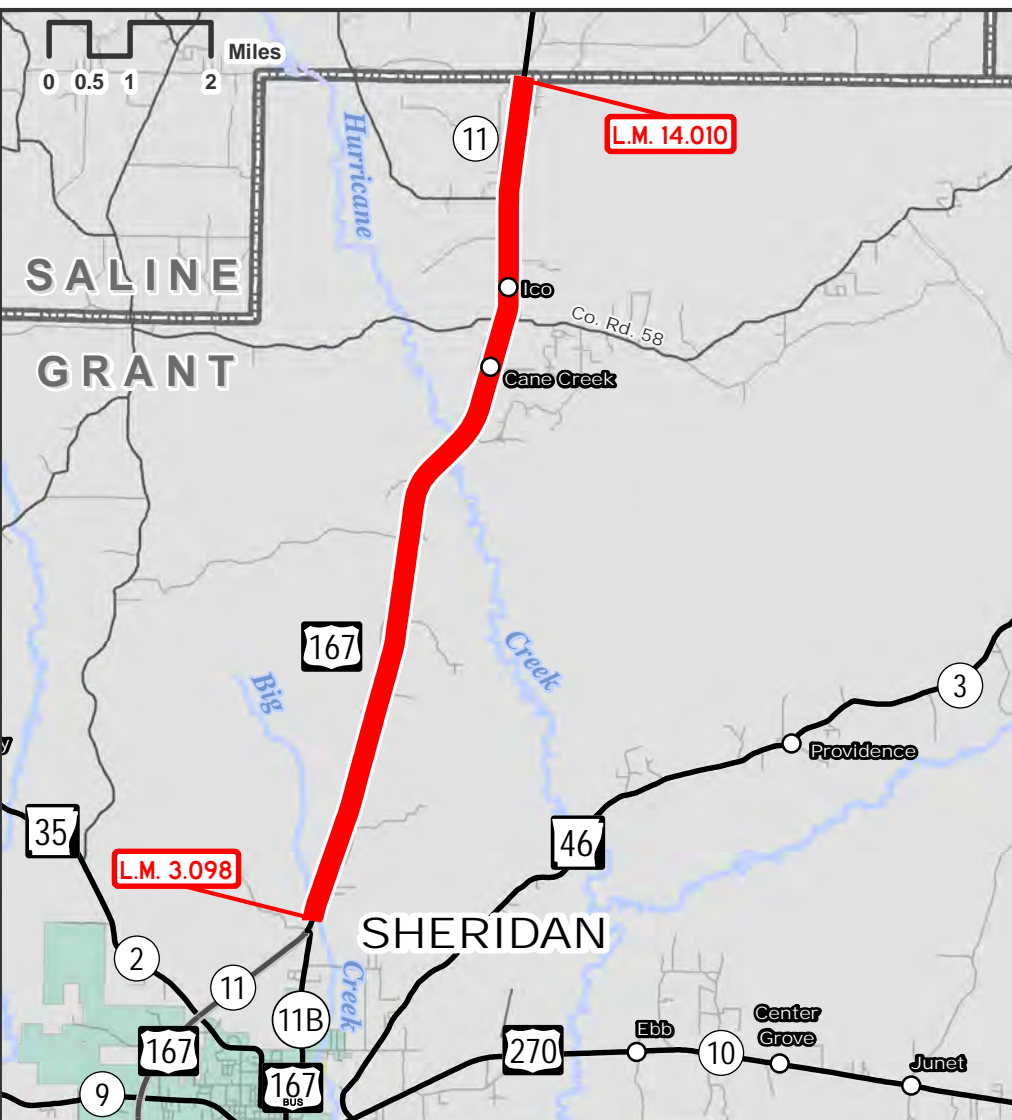 Miles
0 0.5 1 2
11
L.M. 14.010
Hurricane
SALINE
Ico
Co. Rd. 58
GRANT
Cane Creek
167
Creek
Big
3
Providence
35
46
L.M. 3.098
SHERIDAN
2
11
Creek
11B
167
270
Ebb
10
Center
Grove
Junet
167
BUS
9
y